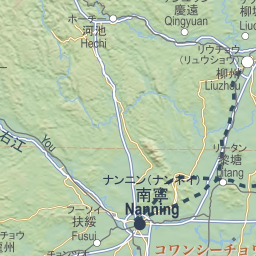 ホーチー
河池
Hechi
慶遠
Qingyuan
柳城
Liuc
リウチョウ
(リュウショウ)
柳州
Liuzhou
右江
You
リータン
黎塘
Litang
ナンニン(ナンネイ)
南寧
Nanning
フースイ
扶綏
Fusui
コワンシーチョワ